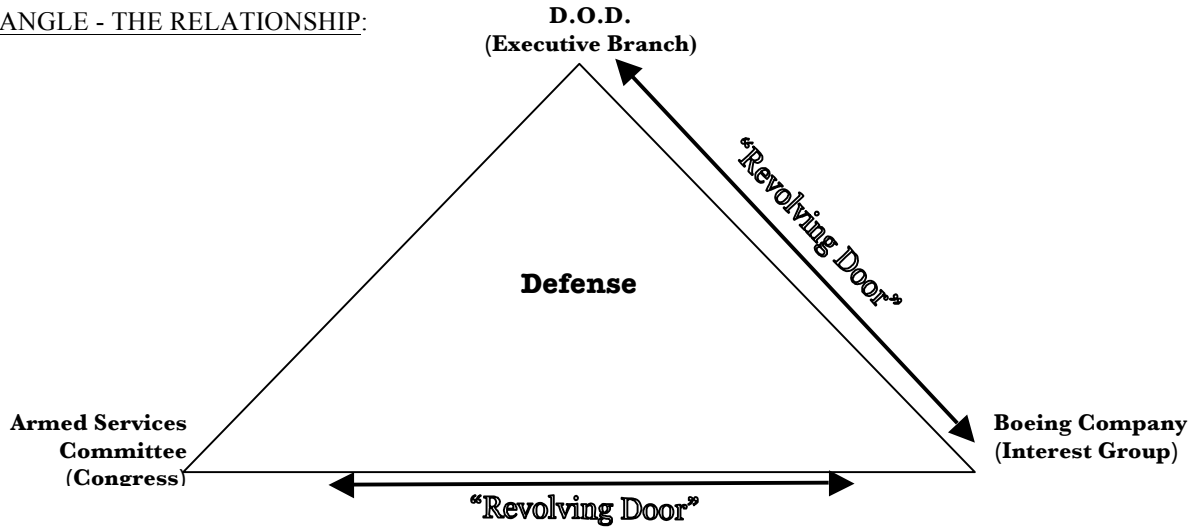 ANGLE - THE RELATIONSHIP:
D.O.D.
(Executive Branch)
“Revolving Door”
Defense
Armed Services
Committee
(Congress)
Boeing Company
(Interest Group)
“Revolving Door”